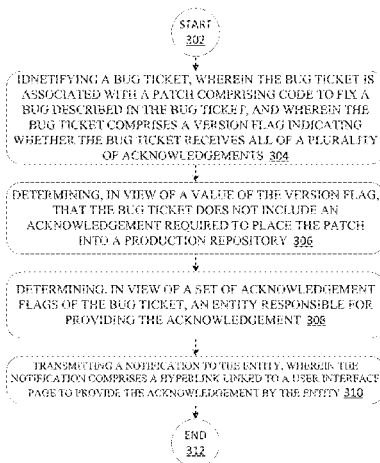 START
302
IDNETIFYING A BUG TICKET, WHEREIN THE BUG TICKET IS
ASSOCIATED WITH A PATCH COMPRISING CODE TO FIX A
BUG DESCRIBED IN THE BUG TICKET, AND WHEREIN THE
BUG TICKET COMPRISES A VERSION FLAG INDICATING
WHETHER THE BUG TICKET RECEIVES ALL OF A PLURALITY
OF ACKNOWLEDGEMENTS 304
DETERMINING, IN VIEW OF A VALUE OF THE VERSION FLAG,
THAT THE BUG TICKET DOES NOT INCLUDE AN
ACKNOWLEDGEMENT REQUIRED TO PLACE THE PATCH
INTO A PRODUCTION REPOSITORY 306
DETERMINING, IN VIEW OF A SET OF ACKNOWLEDGEMENT
FLAGS OF THE BUG TICKET, AN ENTITY RESPONSIBLE FOR
PROVIDING THE ACKNOWLEDGEMENT 308
TRANSMITTING A NOTIFICATION TO THE ENTITY, WHEREIN THE
NOTIFICATION COMPRISES A HYPERLINK LINKED TO A USER INTERFACE
PAGE TO PROVIDE THE ACKNOWLEDGEMENT BY THE ENTITY 310
END
312